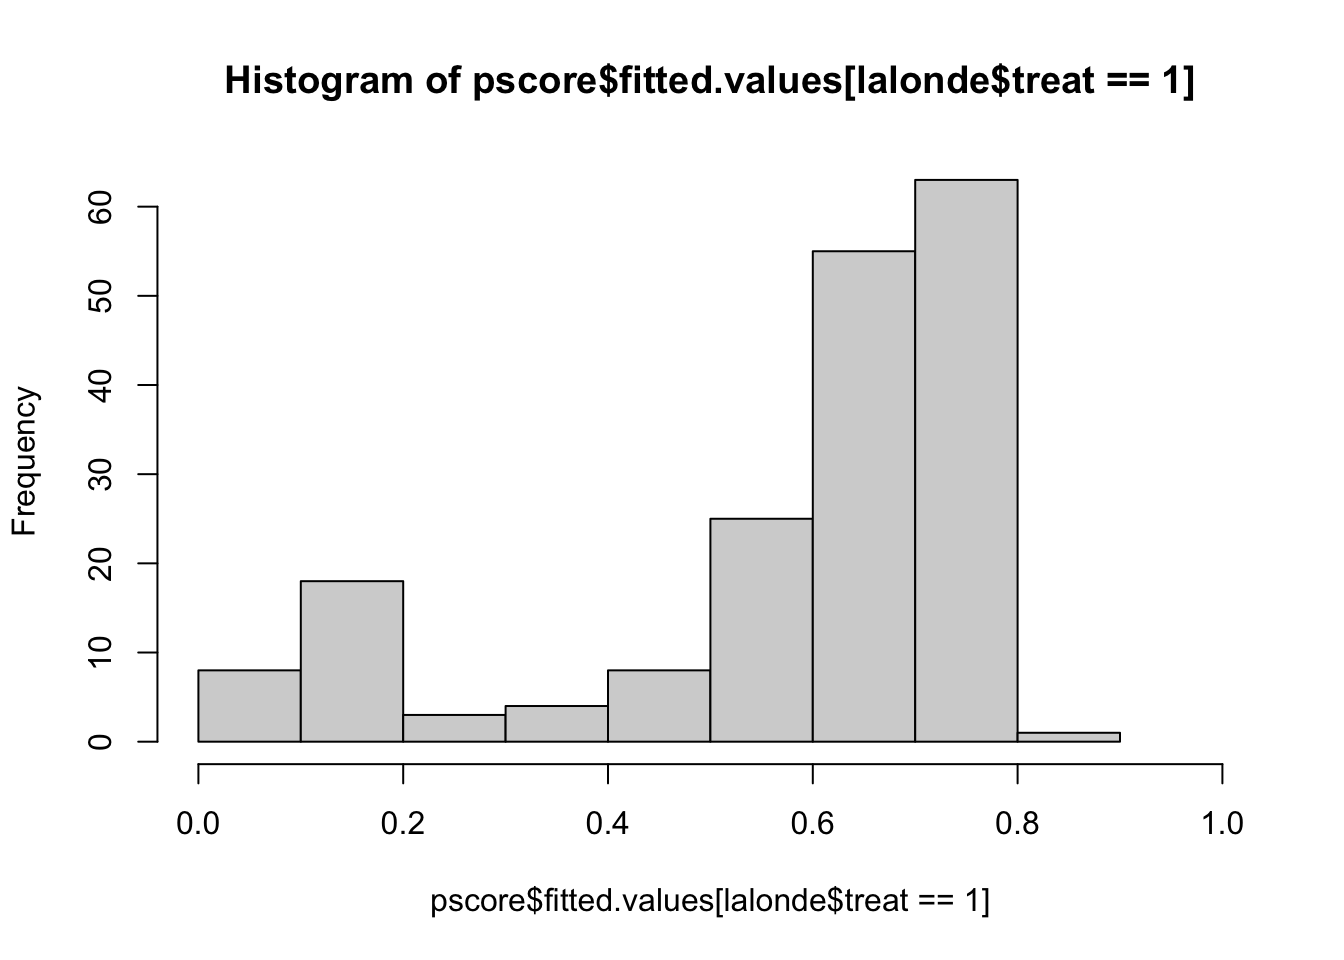 Histogram of pscore$fitted.values[lalonde$treat == 1]
Frequency
60
50
40
30
20
10
0
0.0 0.2 0.4 0.6 0.8 1.0
pscore$fitted.values[lalonde$treat == 1]